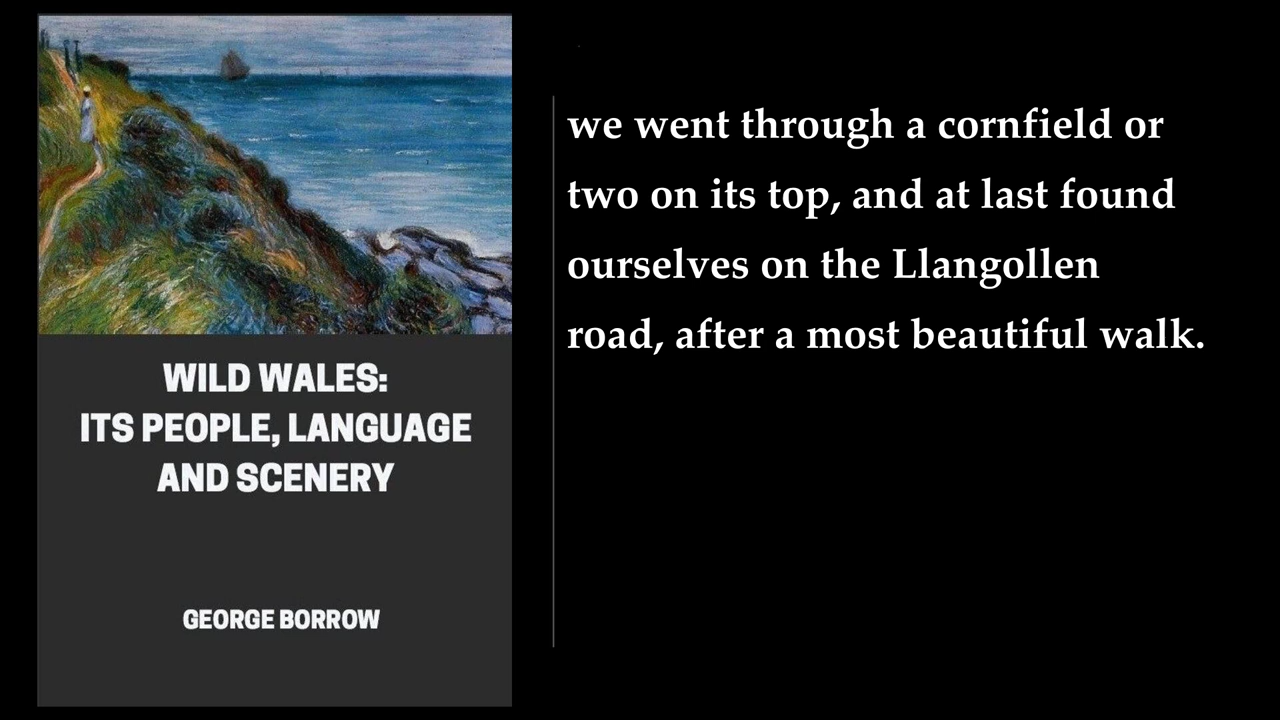 WILD WALES:
ITS PEOPLE, LANGUAGE
AND SCENERY
GEORGE BORROW
we went through a cornfield or
two on its top, and at last found
ourselves on the Llangollen
road, after a most beautiful walk.